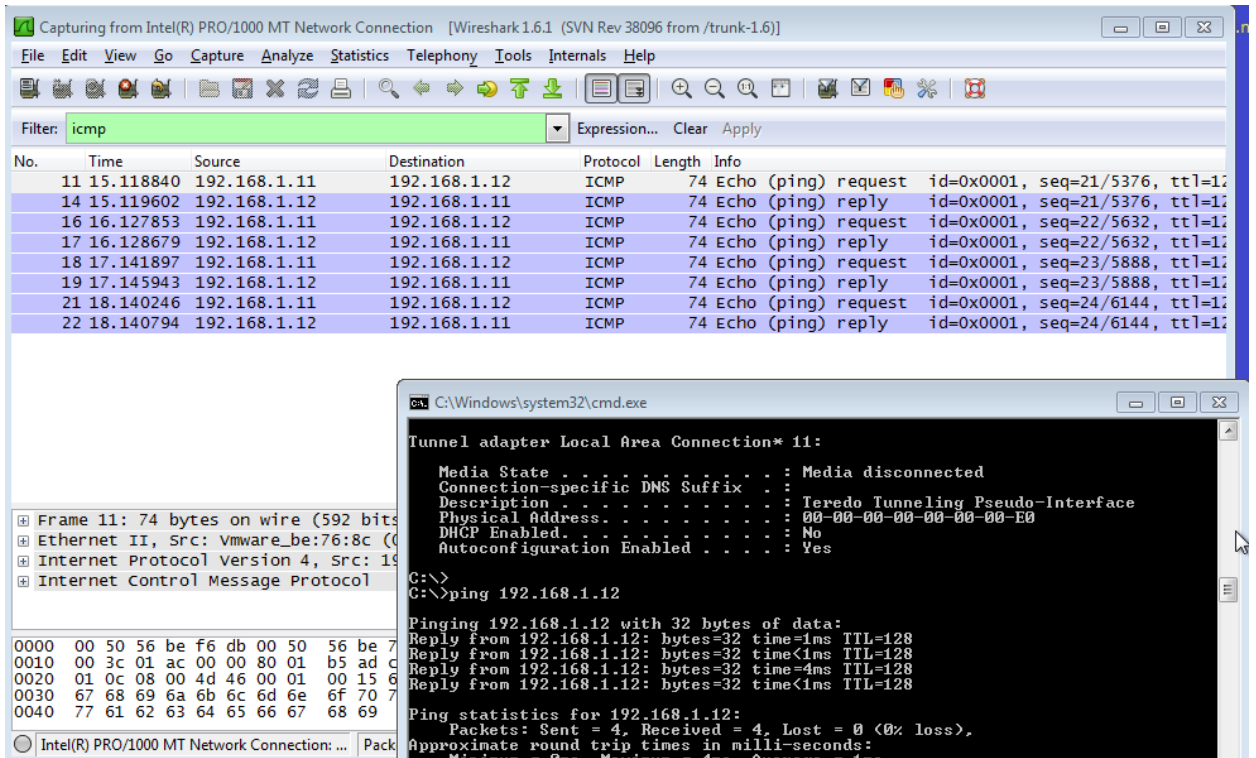 Capturing from Intel(R) PRO/1000 MT Network Connection [Wireshark 1.6.1 (SVN Rev 38096 from /trunk-1.6)]
File Edit View Go Capture Analyze Statistics Telephony Tools Internals Help
Filter: icmp Expression... Clear Apply
No. Time Source Destination Protocol Length Info
11 15.118840 192.168.1.11 192.168.1.12 ICMP 74 Echo (ping) request id=0x0001, seq=21/5376, ttl=12
14 15.119602 192.168.1.12 192.168.1.11 ICMP 74 Echo (ping) reply id=0x0001, seq=21/5376, ttl=12
16 16.127853 192.168.1.11 192.168.1.12 ICMP 74 Echo (ping) request id=0x0001, seq=22/5632, ttl=12
17 16.128679 192.168.1.12 192.168.1.11 ICMP 74 Echo (ping) reply id=0x0001, seq=22/5632, ttl=12
18 17.141897 192.168.1.11 192.168.1.12 ICMP 74 Echo (ping) request id=0x0001, seq=23/5888, ttl=12
19 17.145943 192.168.1.12 192.168.1.11 ICMP 74 Echo (ping) reply id=0x0001, seq=23/5888, ttl=12
21 18.140246 192.168.1.11 192.168.1.12 ICMP 74 Echo (ping) request id=0x0001, seq=24/6144, ttl=12
22 18.140794 192.168.1.12 192.168.1.11 ICMP 74 Echo (ping) reply id=0x0001, seq=24/6144, ttl=12
Frame 11: 74 bytes on wire (592 bits
Ethernet II, Src: Vmware_be:76:8c (0
Internet Protocol Version 4, Src: 19
Internet Control Message Protocol
0000 00 50 56 be f6 db 00 50 56 be 7
0010 00 3c 01 ac 00 00 80 01 b5 ad c
0020 01 0c 08 00 4d 46 00 01 00 15 6
0030 67 68 69 6a 6b 6c 6d 6e 6f 70 7
0040 77 61 62 63 64 65 66 67 68 69
Intel(R) PRO/1000 MT Network Connection: ... Pack
C:\Windows\system32\cmd.exe
Tunnel adapter Local Area Connection* 11:
Media State . . . . . . . . . . . : Media disconnected
Connection-specific DNS Suffix . :
Description . . . . . . . . . . . : Teredo Tunneling Pseudo-Interface
Physical Address. . . . . . . . . : 00-00-00-00-00-00-00-E0
DHCP Enabled. . . . . . . . . . . : No
Autoconfiguration Enabled . . . . : Yes
C:\>
C:\>ping 192.168.1.12
Pinging 192.168.1.12 with 32 bytes of data:
Reply from 192.168.1.12: bytes=32 time=1ms TTL=128
Reply from 192.168.1.12: bytes=32 time<1ms TTL=128
Reply from 192.168.1.12: bytes=32 time=4ms TTL=128
Reply from 192.168.1.12: bytes=32 time<1ms TTL=128
Ping statistics for 192.168.1.12:
Packets: Sent = 4, Received = 4, Lost = 0 (0% loss),
Approximate round trip times in milli-seconds: